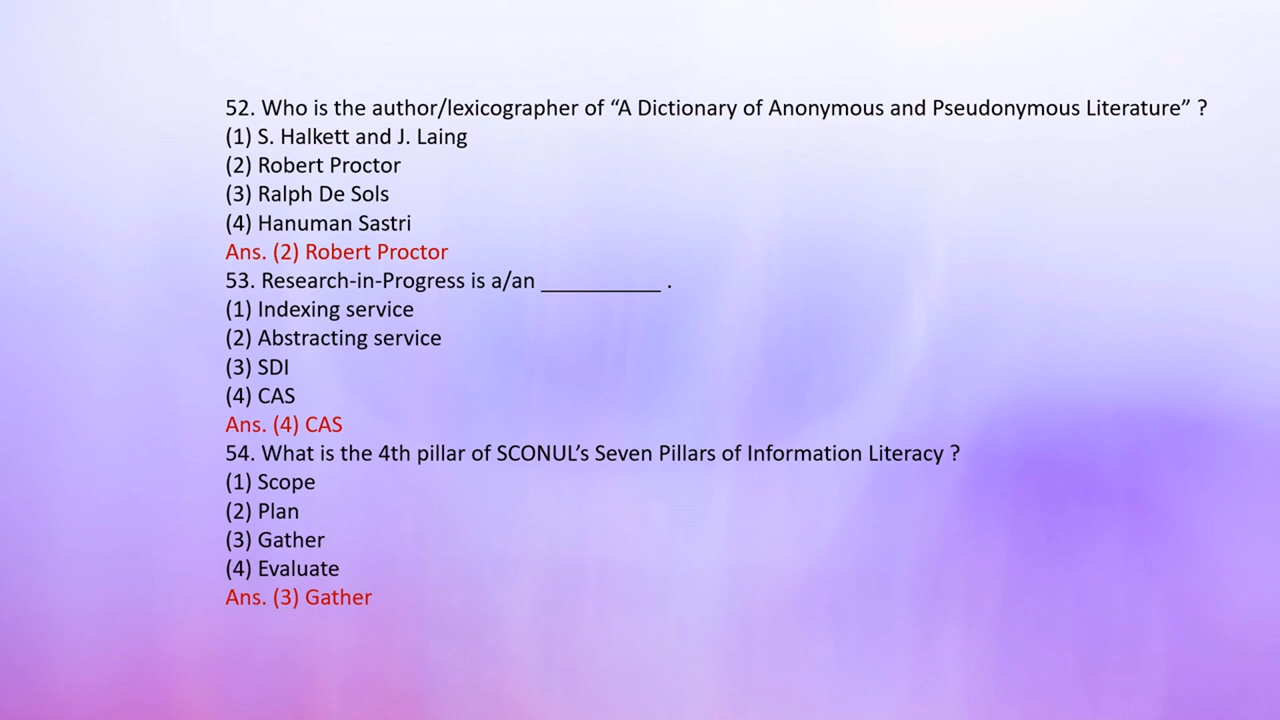 52. Who is the author/lexicographer of “A Dictionary of Anonymous and Pseudonymous Literature” ?
(1) S. Halkett and J. Laing
(2) Robert Proctor
(3) Ralph De Sols
(4) Hanuman Sastri
Ans. (2) Robert Proctor
53. Research-in-Progress is a/an __________ .
(1) Indexing service
(2) Abstracting service
(3) SDI
(4) CAS
Ans. (4) CAS
54. What is the 4th pillar of SCONUL’s Seven Pillars of Information Literacy ?
(1) Scope
(2) Plan
(3) Gather
(4) Evaluate
Ans. (3) Gather